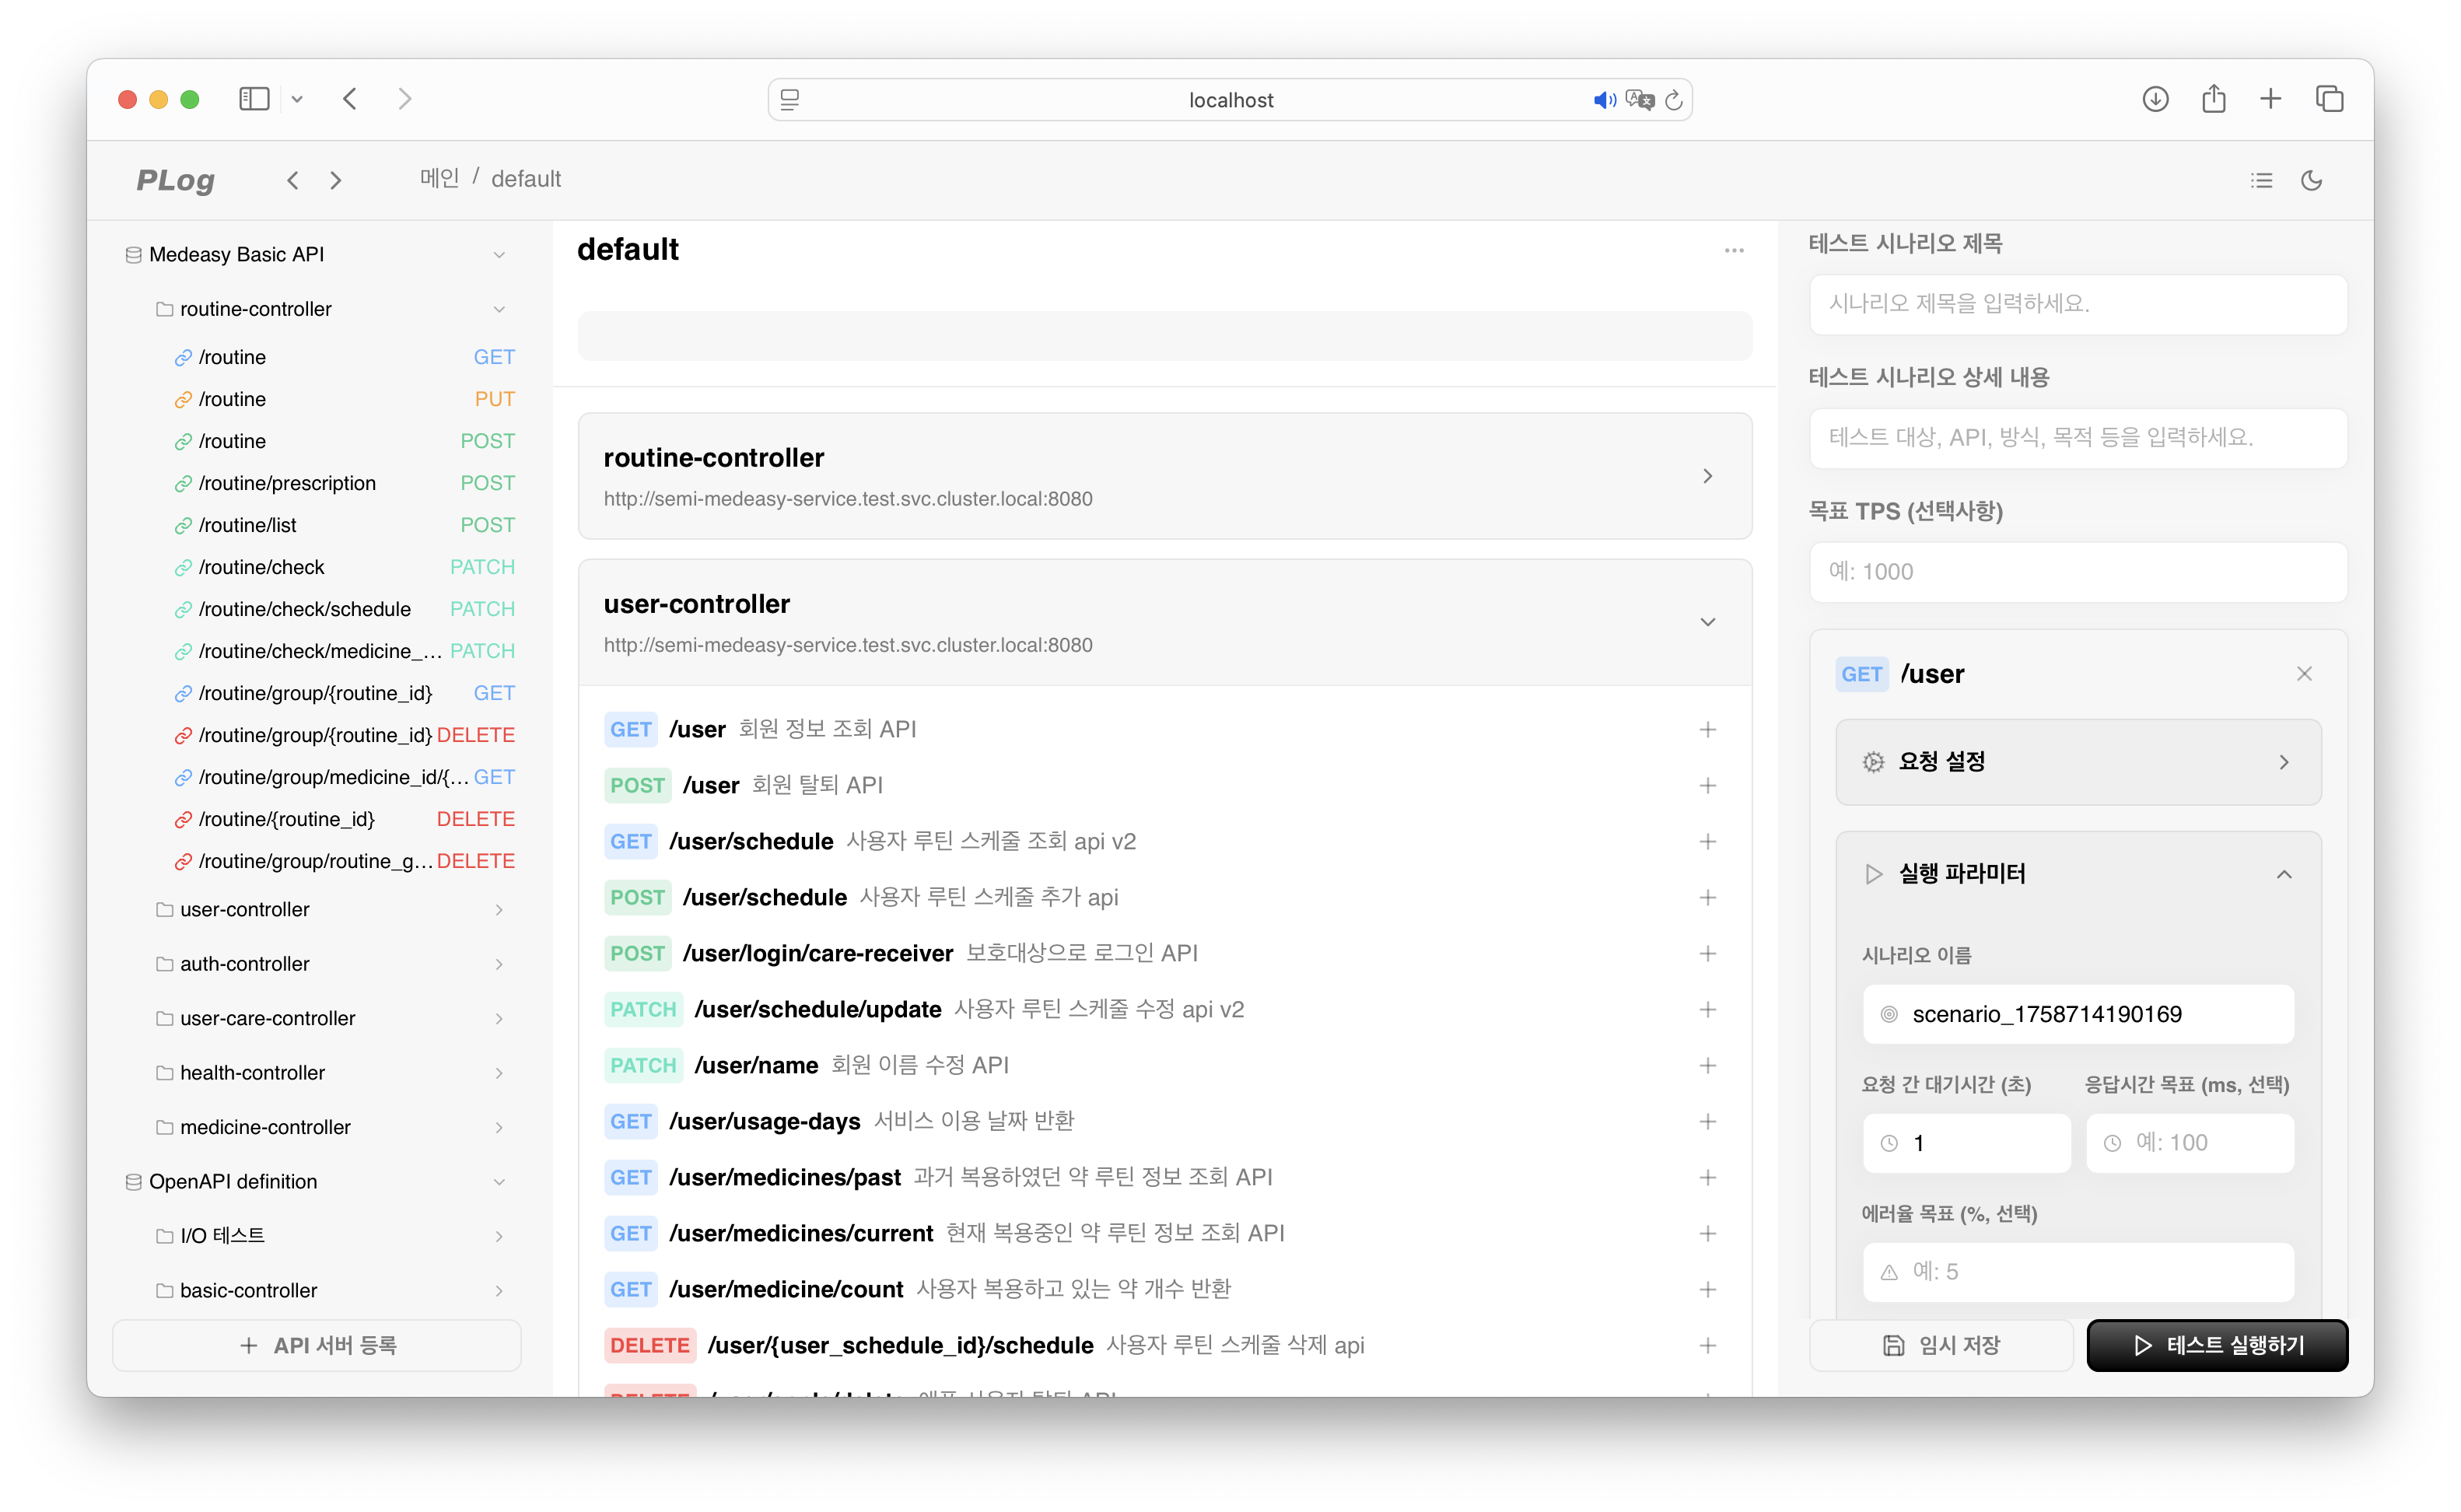 localhost
PLog
메인 / default
Medeasy Basic API
routine-controller
/routine GET
/routine PUT
/routine POST
/routine/prescription POST
/routine/list POST
/routine/check PATCH
/routine/check/schedule PATCH
/routine/check/medicine_... PATCH
/routine/group/{routine_id} GET
/routine/group/{routine_id} DELETE
/routine/group/medicine_id/{... GET
/routine/{routine_id} DELETE
/routine/group/routine_g... DELETE
user-controller
auth-controller
user-care-controller
health-controller
medicine-controller
OpenAPI definition
I/O 테스트
basic-controller
API 서버 등록
default
routine-controller
http://semi-medeasy-service.test.svc.cluster.local:8080
user-controller
http://semi-medeasy-service.test.svc.cluster.local:8080
GET /user 회원 정보 조회 API
POST /user 회원 탈퇴 API
GET /user/schedule 사용자 루틴 스케줄 조회 api v2
POST /user/schedule 사용자 루틴 스케줄 추가 api
POST /user/login/care-receiver 보호대상으로 로그인 API
PATCH /user/schedule/update 사용자 루틴 스케줄 수정 api v2
PATCH /user/name 회원 이름 수정 API
GET /user/usage-days 서비스 이용 날짜 반환
GET /user/medicines/past 과거 복용하였던 약 루틴 정보 조회 API
GET /user/medicines/current 현재 복용중인 약 루틴 정보 조회 API
GET /user/medicine/count 사용자 복용하고 있는 약 개수 반환
DELETE /user/{user_schedule_id}/schedule 사용자 루틴 스케줄 삭제 api
DELETE /user/apple/delete 애플 사용자 탈퇴 API
테스트 시나리오 제목
시나리오 제목을 입력하세요.
테스트 시나리오 상세 내용
테스트 대상, API, 방식, 목적 등을 입력하세요.
목표 TPS (선택사항)
예: 1000
GET /user
요청 설정
실행 파라미터
시나리오 이름
scenario_1758714190169
요청 간 대기시간 (초) 응답시간 목표 (ms, 선택)
1 예: 100
에러율 목표 (%, 선택)
예: 5
임시 저장 테스트 실행하기